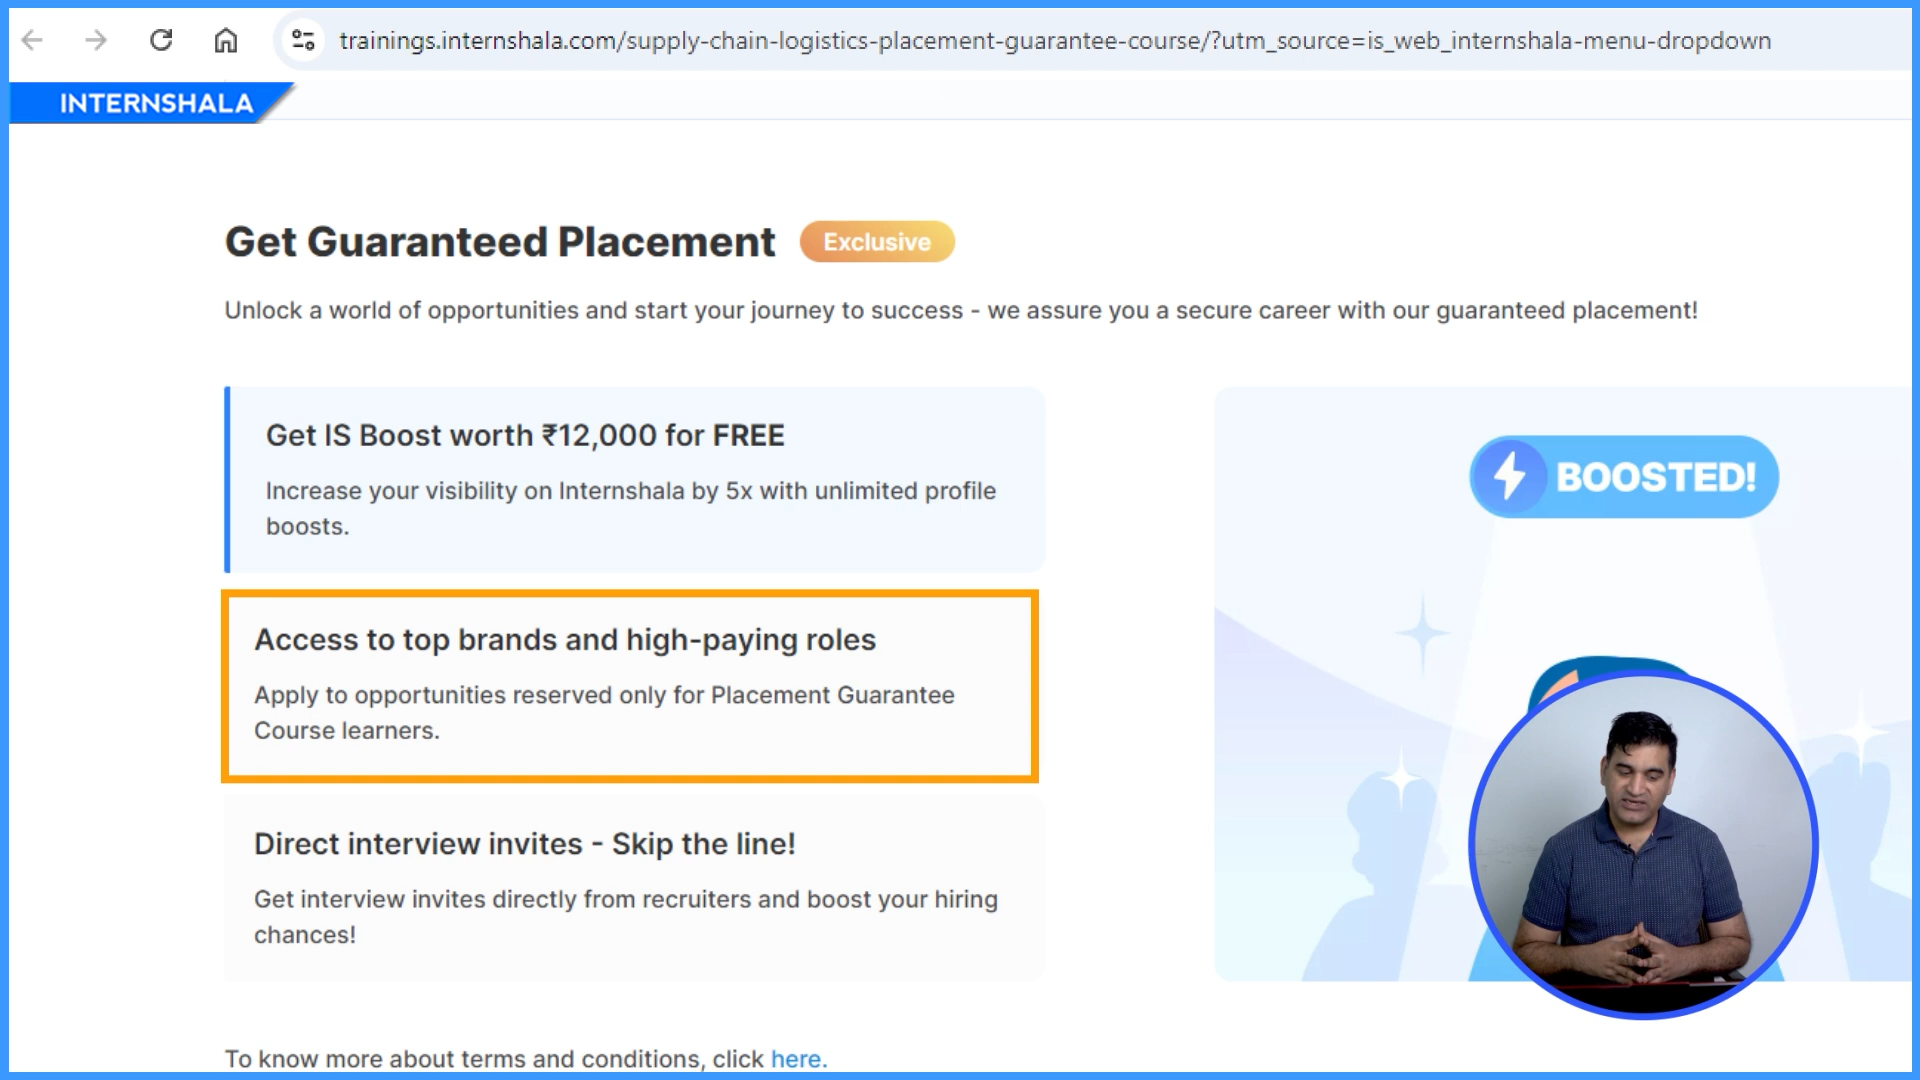 trainings.internshala.com/supply-chain-logistics-placement-guarantee-course/?utm_source=is_web_internshala-menu-dropdown
INTERNSHALA
Get Guaranteed Placement Exclusive
Unlock a world of opportunities and start your journey to success - we assure you a secure career with our guaranteed placement!
Get IS Boost worth ₹12,000 for FREE
Increase your visibility on Internshala by 5x with unlimited profile
boosts.
BOOSTED!
Access to top brands and high-paying roles
Apply to opportunities reserved only for Placement Guarantee
Course learners.
Direct interview invites - Skip the line!
Get interview invites directly from recruiters and boost your hiring
chances!
To know more about terms and conditions, click here.